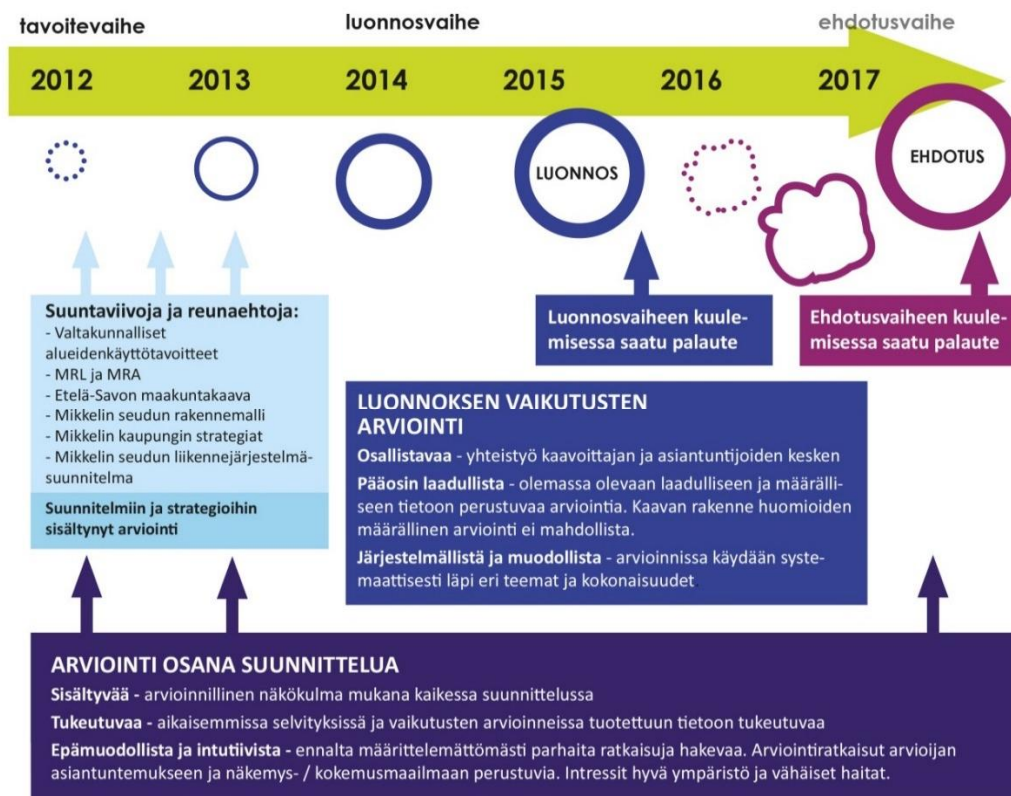 tavoitevaihe
luonnosvaihe
ehdotusvaihe
2012
2013
2014
2015
2016
2017
LUONNOS
EHDOTUS
Suuntaviivoja ja reunaehtoja:
- Valtakunnalliset
alueidenkäyttötavoitteet
- MRL ja MRA
- Etelä-Savon maakuntakaava
- Mikkelin seudun rakennemalli
- Mikkelin kaupungin strategiat
- Mikkelin seudun liikennejärjestelmä-
suunnitelma
Suunnitelmiin ja strategioihin
sisältynyt arviointi
Luonnosvaiheen kuule-
misessa saatu palaute
Ehdotusvaiheen kuule-
misessa saatu palaute
LUONNOKSEN VAIKUTUSTEN
ARVIOINTI
Osallistavaa - yhteistyö kaavoittajan ja asiantuntijoiden kesken
Pääosin laadullista - olemassa olevaan laadulliseen ja määrälli-
seen tietoon perustuvaa arviointia. Kaavan rakenne huomioiden
määrällinen arviointi ei mahdollista.
Järjestelmällistä ja muodollista - arvioinnissa käydään syste-
maattisesti läpi eri teemat ja kokonaisuudet
ARVIOINTI OSANA SUUNNITTELUA
Sisältyvää - arvioinnillinen näkökulma mukana kaikessa suunnittelussa
Tukeutuvaa - aikaisemmissa selvityksissä ja vaikutusten arvioinneissa tuotettuun tietoon tukeutuvaa
Epämuodollista ja intutiivista - ennalta määrittelemättömästi parhaita ratkaisuja hakevaa. Arviointiratkaisut arvioijan
asiantuntemukseen ja näkemys- / kokemusmaailmaan perustuvia. Intressit hyvä ympäristö ja vähäiset haitat.